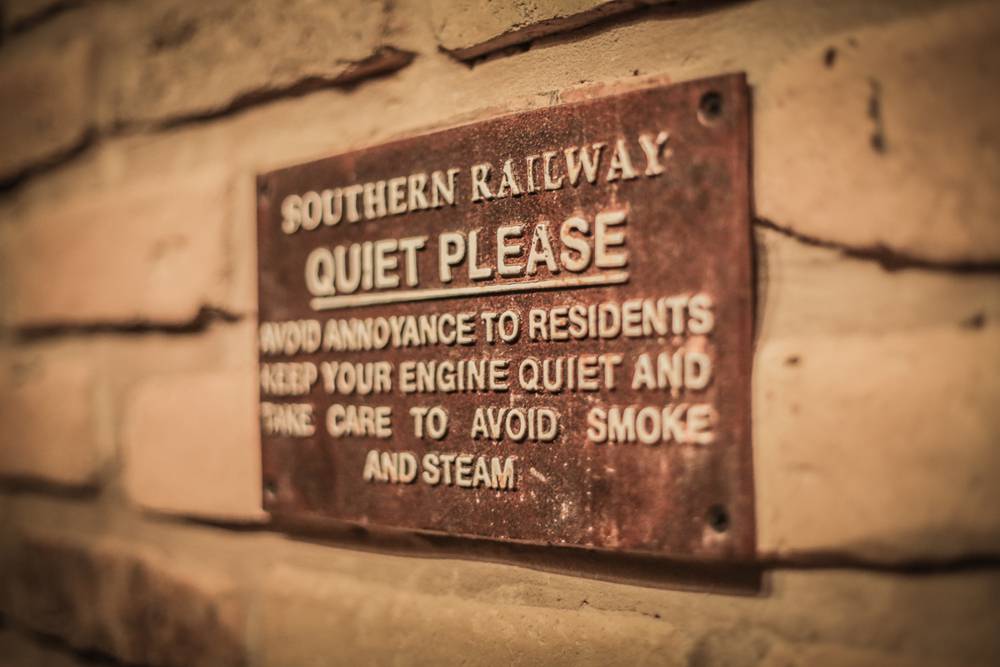 SOUTHERN RAILWAY
QUIET PLEASE
AVOID ANNOYANCE TO RESIDENTS
KEEP YOUR ENGINE QUIET AND
TAKE CARE TO AVOID SMOKE
AND STEAM